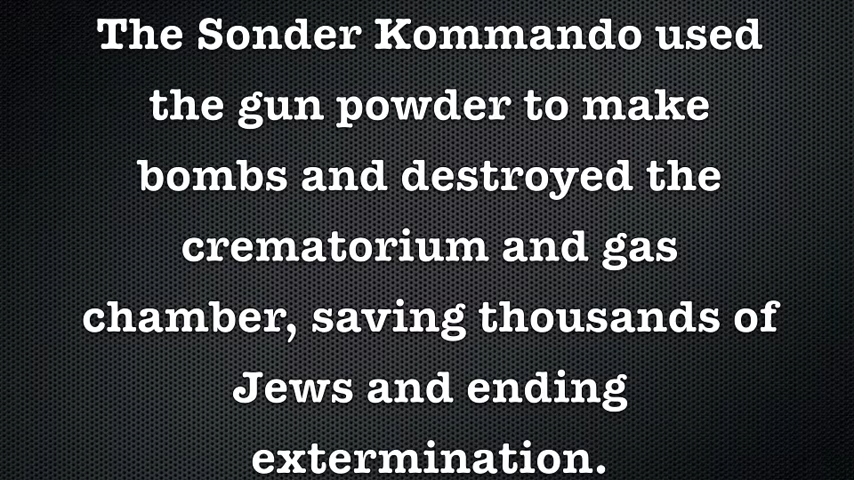 The Sonder Kommando used
the gun powder to make
bombs and destroyed the
crematorium and gas
chamber, saving thousands of
Jews and ending
extermination.